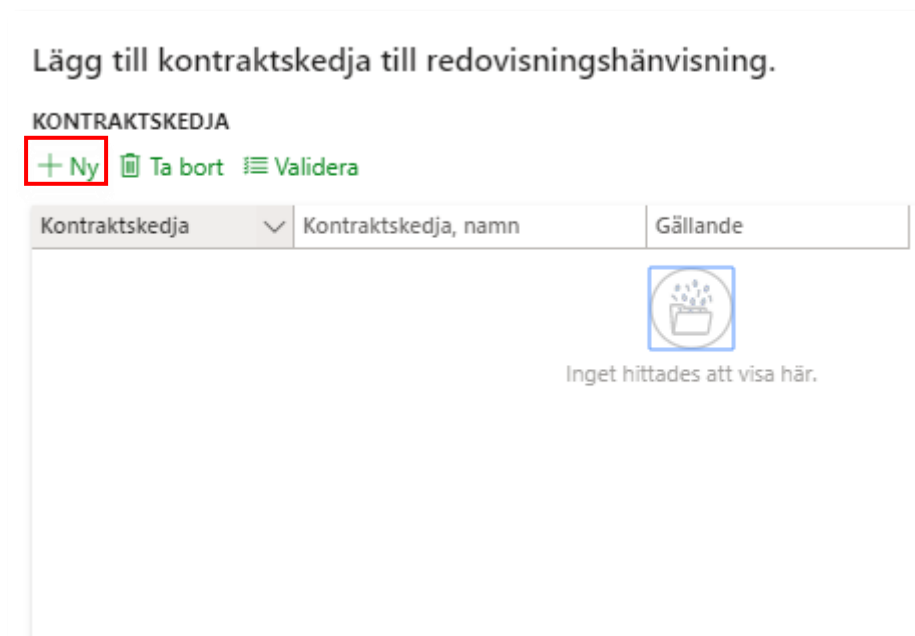 Lägg till kontraktskedja till redovisningshänvisning.
KONTRAKTSKEDJA
Ny Ta bort Validera
Kontraktskedja Kontraktskedja, namn Gällande
Inget hittades att visa här.